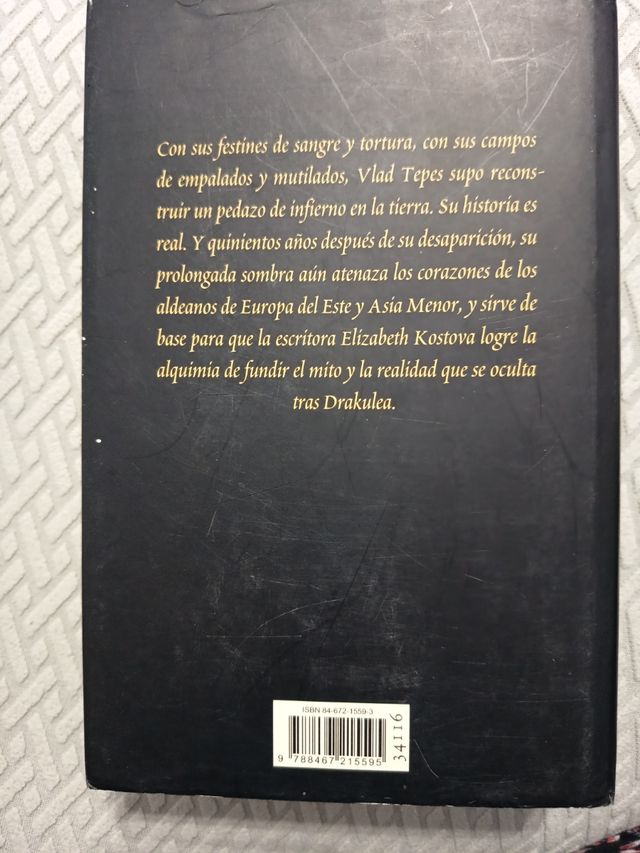 Con sus festines de sangre y tortura, con sus campos
de empalados y mutilados, Vlad Tepes supo recons-
truir un pedazo de infierno en la tierra. Su historia es
real. Y quinientos años después de su desaparición, su
prolongada sombra aún atenaza los corazones de los
aldeanos de Europa del Este y Asia Menor, y sirve de
base para que la escritora Elizabeth Kostova logre la
alquimia de fundir el mito y la realidad que se oculta
tras Drakulea.
ISBN 84-672-1559-3
9 788467 215595
34116